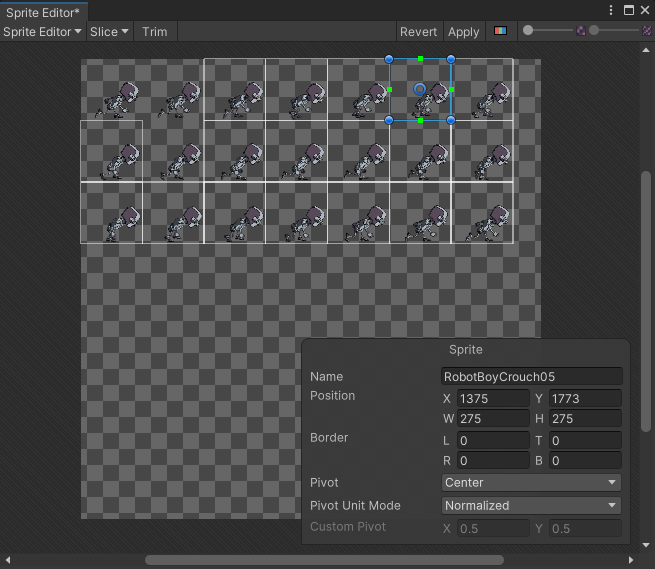 Sprite Editor*
Sprite Editor Slice Trim Revert Apply
Sprite
Name RobotBoyCrouch05
Position X 1375 Y 1773
W 275 H 275
Border L 0 T 0
R 0 B 0
Pivot Center
Pivot Unit Mode Normalized
Custom Pivot X 0.5 Y 0.5